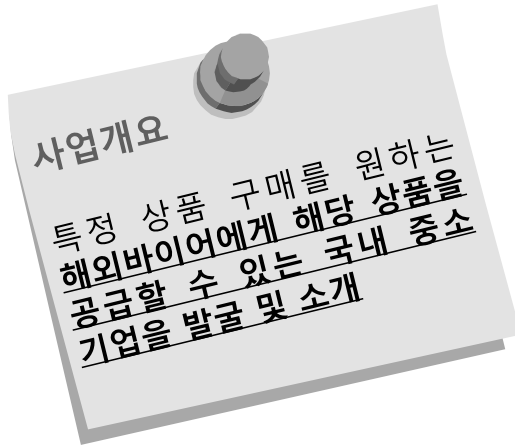 사업개요
특정 상품 구매를 원하는
해외바이어에게 해당 상품을
공급할 수 있는 국내 중소
기업을 발굴 및 소개